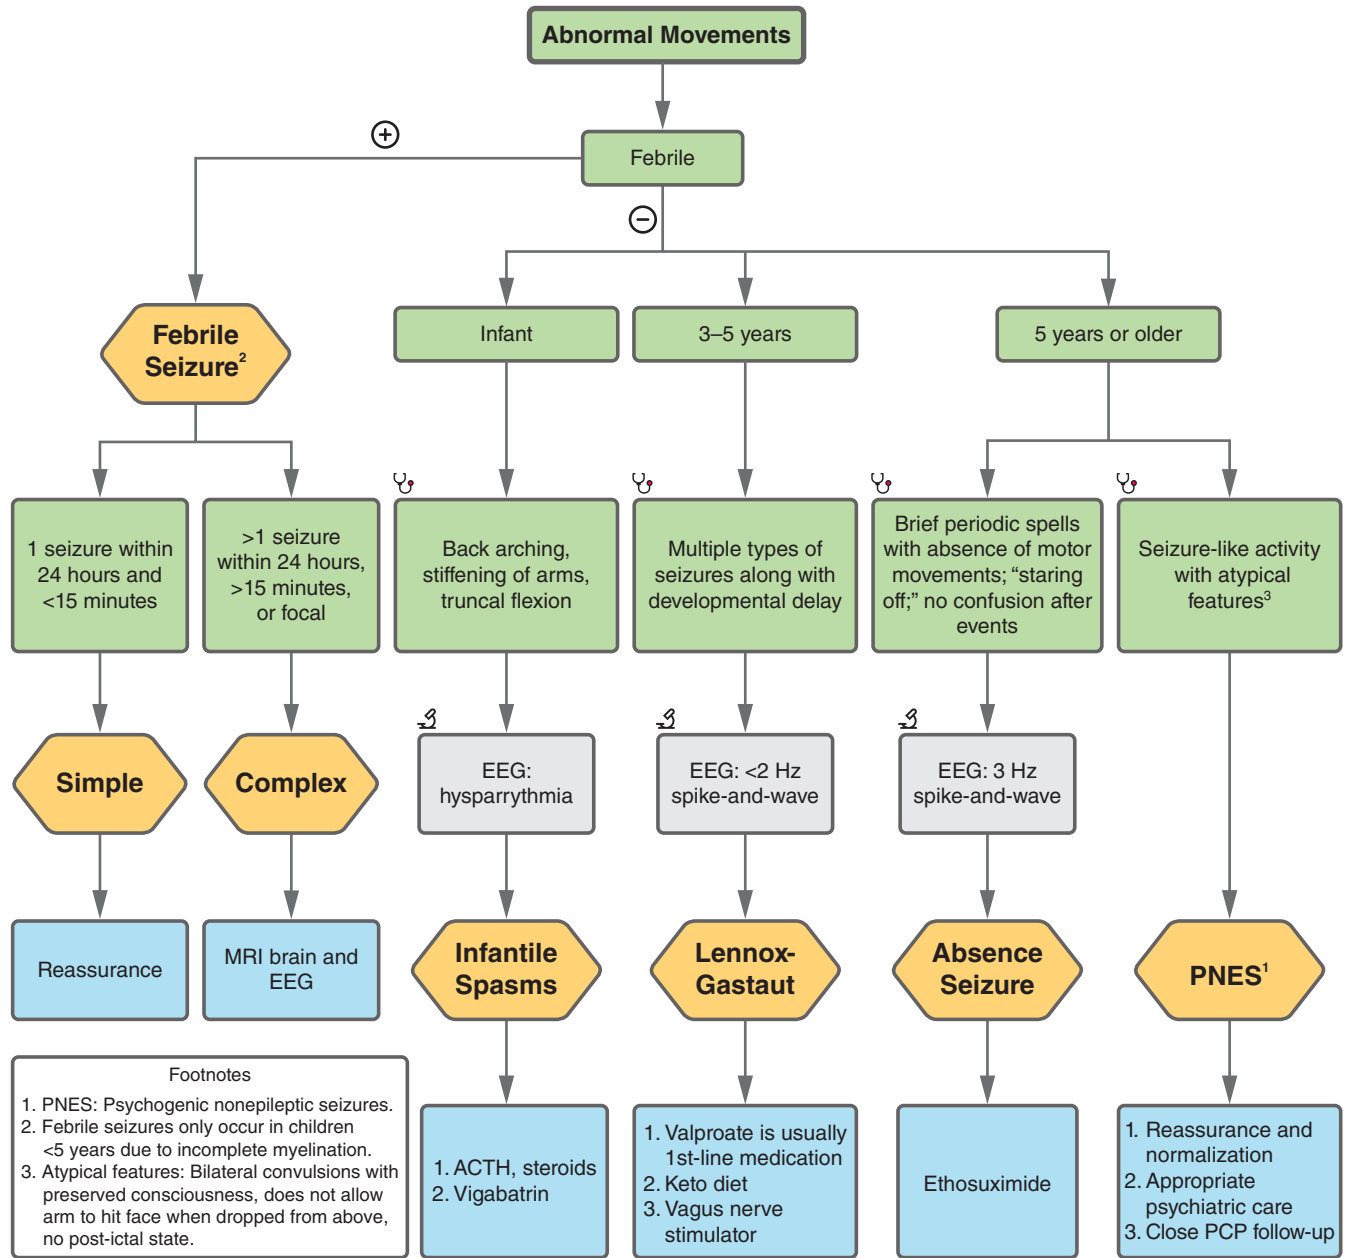 Abnormal Movements
Febrile
+
−
Febrile
Seizure2
Infant
3–5 years
5 years or older
1 seizure within
24 hours and
<15 minutes
>1 seizure
within 24 hours,
>15 minutes,
or focal
Back arching,
stiffening of arms,
truncal flexion
Multiple types of
seizures along with
developmental delay
Brief periodic spells
with absence of motor
movements; “staring
off;” no confusion after
events
Seizure-like activity
with atypical
features3
Simple
Complex
EEG:
hysparrythmia
EEG: <2 Hz
spike-and-wave
EEG: 3 Hz
spike-and-wave
Reassurance
MRI brain and
EEG
Infantile
Spasms
Lennox-
Gastaut
Absence
Seizure
PNES1
Footnotes
1. PNES: Psychogenic nonepileptic seizures.
2. Febrile seizures only occur in children
<5 years due to incomplete myelination.
3. Atypical features: Bilateral convulsions with
preserved consciousness, does not allow
arm to hit face when dropped from above,
no post-ictal state.
1. ACTH, steroids
2. Vigabatrin
1. Valproate is usually
1st-line medication
2. Keto diet
3. Vagus nerve
stimulator
Ethosuximide
1. Reassurance and
normalization
2. Appropriate
psychiatric care
3. Close PCP follow-up